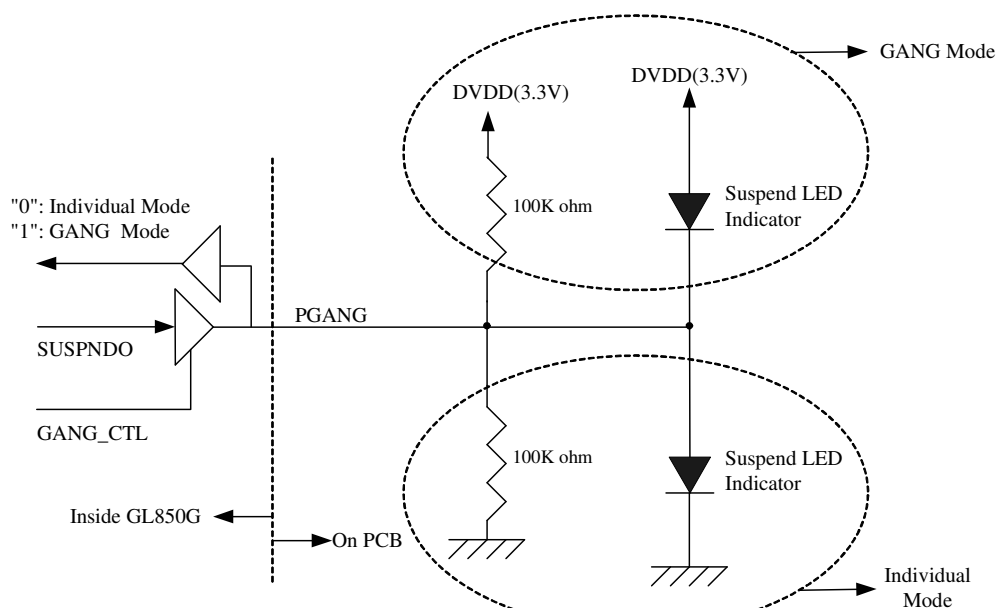 GANG Mode
DVDD(3.3V)
DVDD(3.3V)
"0": Individual Mode
"1": GANG Mode
100K ohm
Suspend LED
Indicator
PGANG
SUSPNDO
GANG_CTL
100K ohm
Suspend LED
Indicator
Inside GL850G
On PCB
Individual
Mode